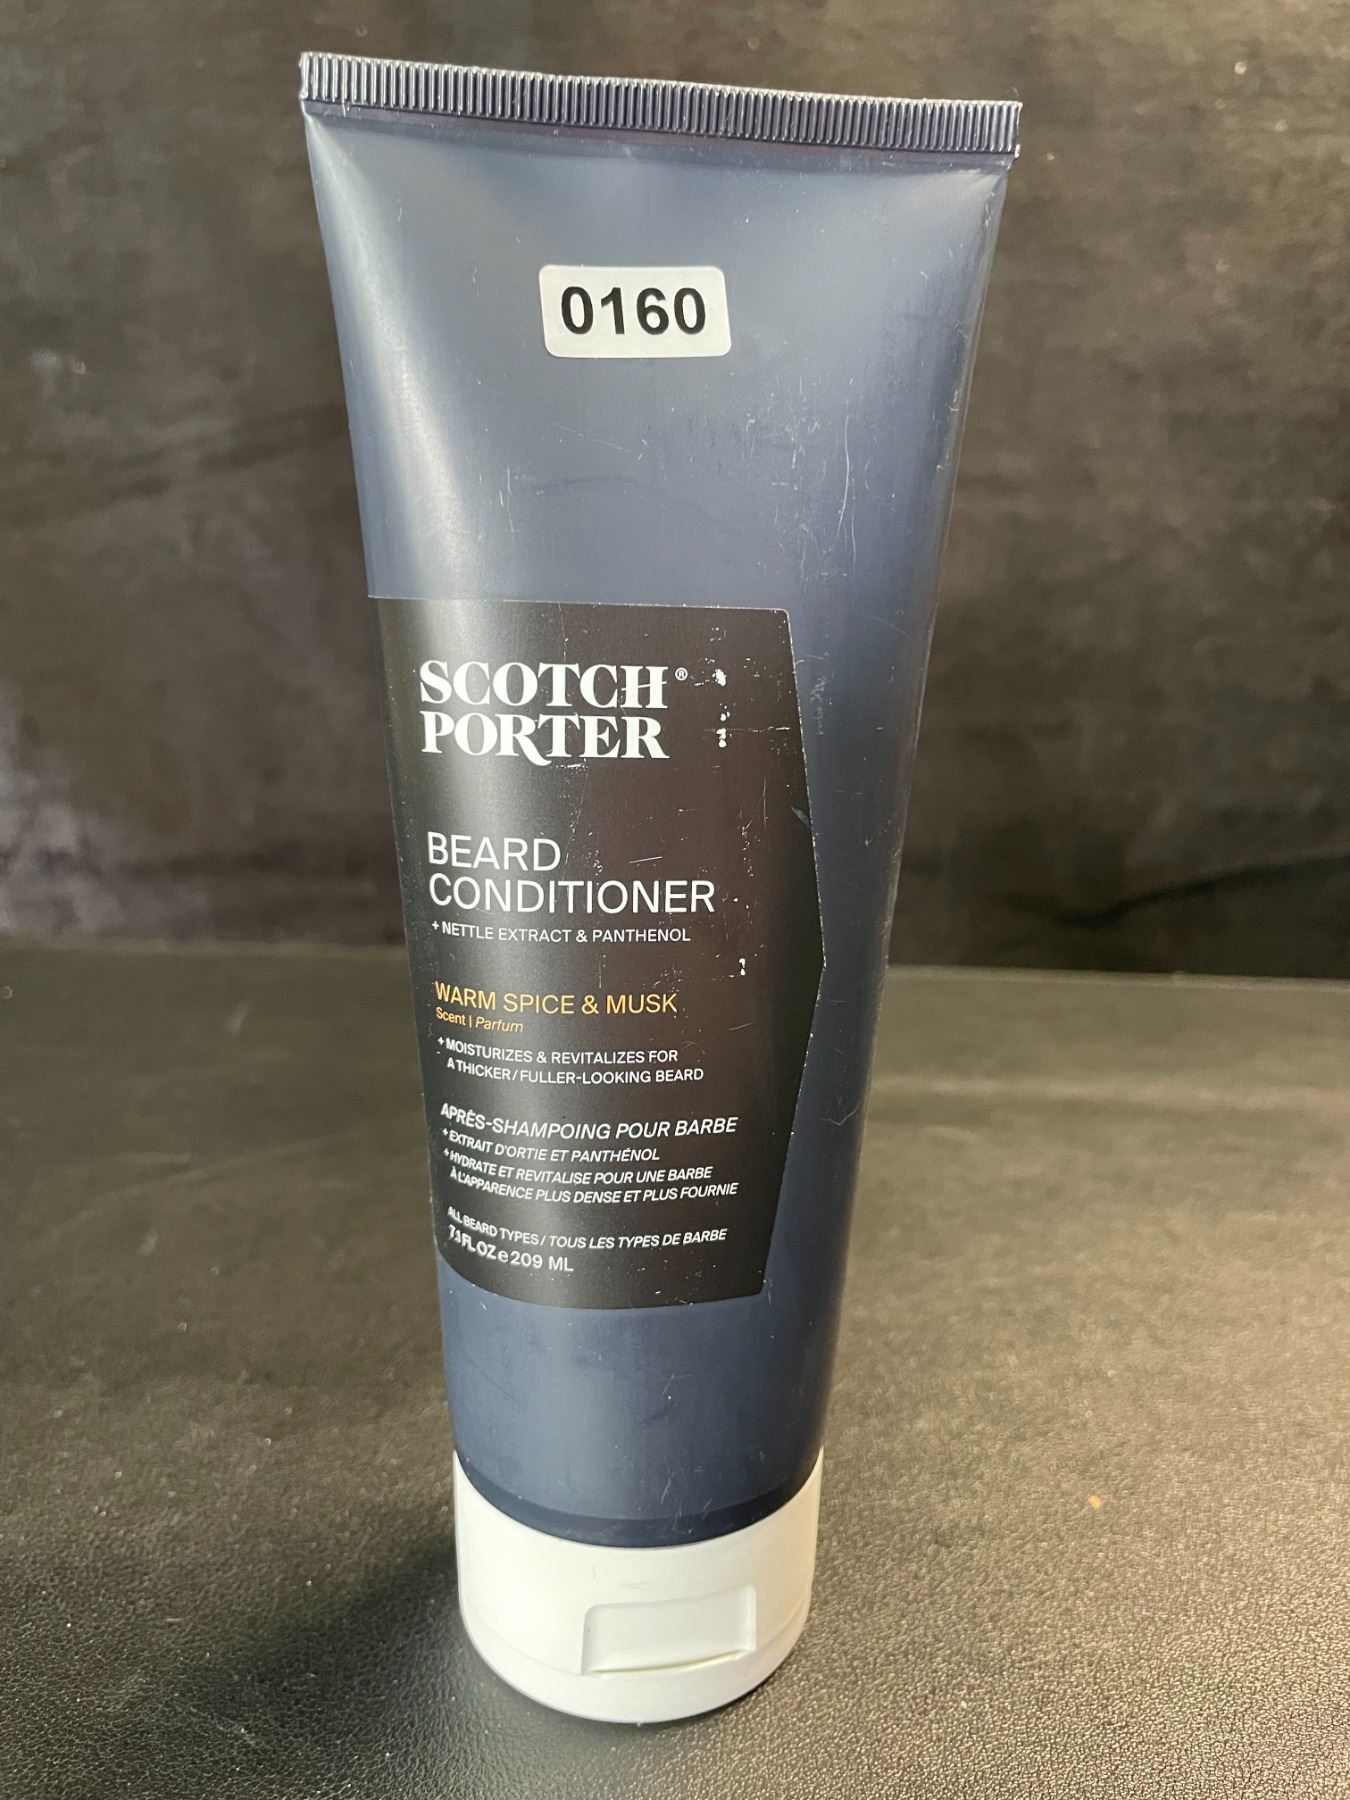 0160
SCOTCH®
PORTER
BEARD
CONDITIONER
+ NETTLE EXTRACT & PANTHENOL
WARM SPICE & MUSK
Scent | Parfum
+ MOISTURIZES & REVITALIZES FOR
A THICKER/FULLER-LOOKING BEARD
APRÈS-SHAMPOING POUR BARBE
+ EXTRAIT D'ORTIE ET PANTHÉNOL
+ HYDRATE ET REVITALISE POUR UNE BARBE
À L'APPARENCE PLUS DENSE ET PLUS FOURNIE
ALL BEARD TYPES / TOUS LES TYPES DE BARBE
7.1 FL OZ e 209 ML